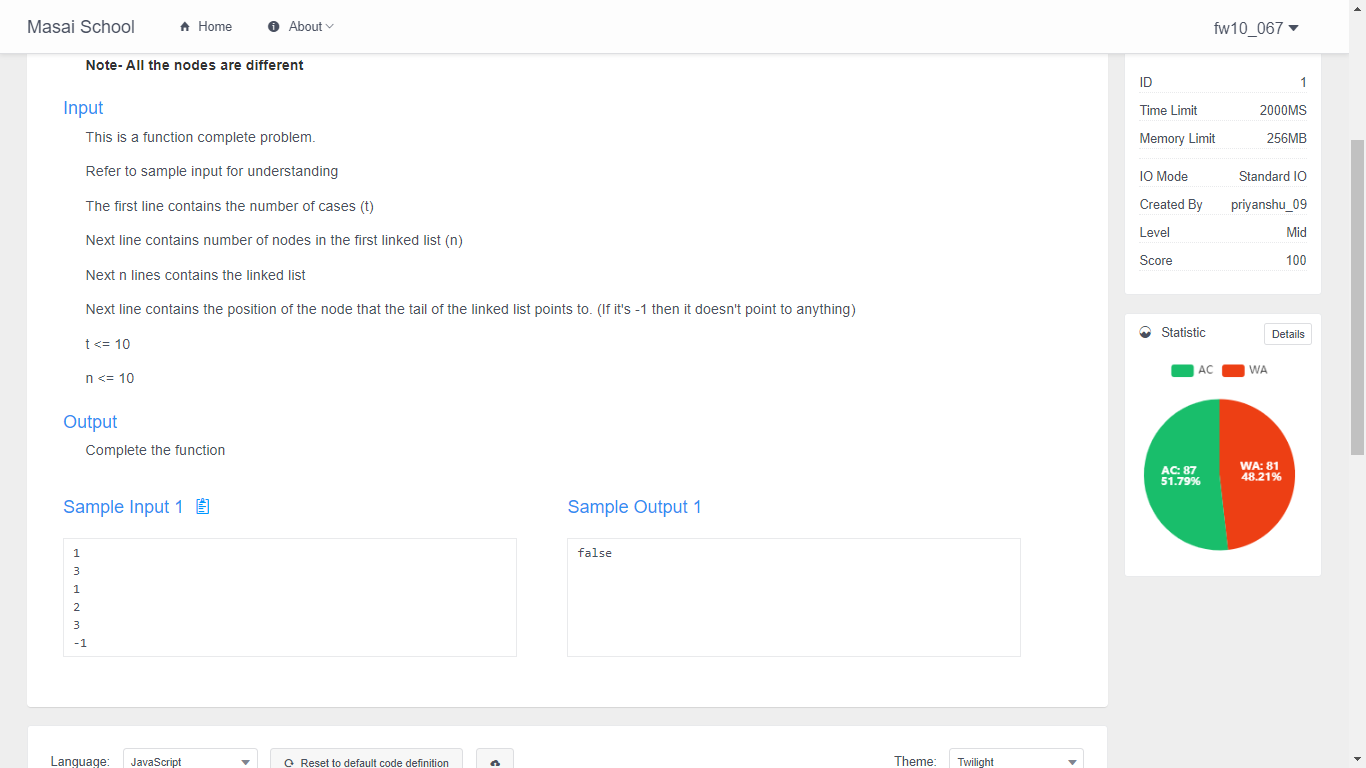 Masai School
Home
About
fw10_067
Note- All the nodes are different
Input
This is a function complete problem.
Refer to sample input for understanding
The first line contains the number of cases (t)
Next line contains number of nodes in the first linked list (n)
Next n lines contains the linked list
Next line contains the position of the node that the tail of the linked list points to. (If it's -1 then it doesn't point to anything)
t <= 10
n <= 10
Output
Complete the function
Sample Input 1
1
3
1
2
3
-1
Sample Output 1
false
ID 1
Time Limit 2000MS
Memory Limit 256MB
IO Mode Standard IO
Created By priyanshu_09
Level Mid
Score 100
Statistic
Details
AC WA
AC: 87
51.79%
WA: 81
48.21%
Language: JavaScript
Reset to default code definition
Theme: Twilight